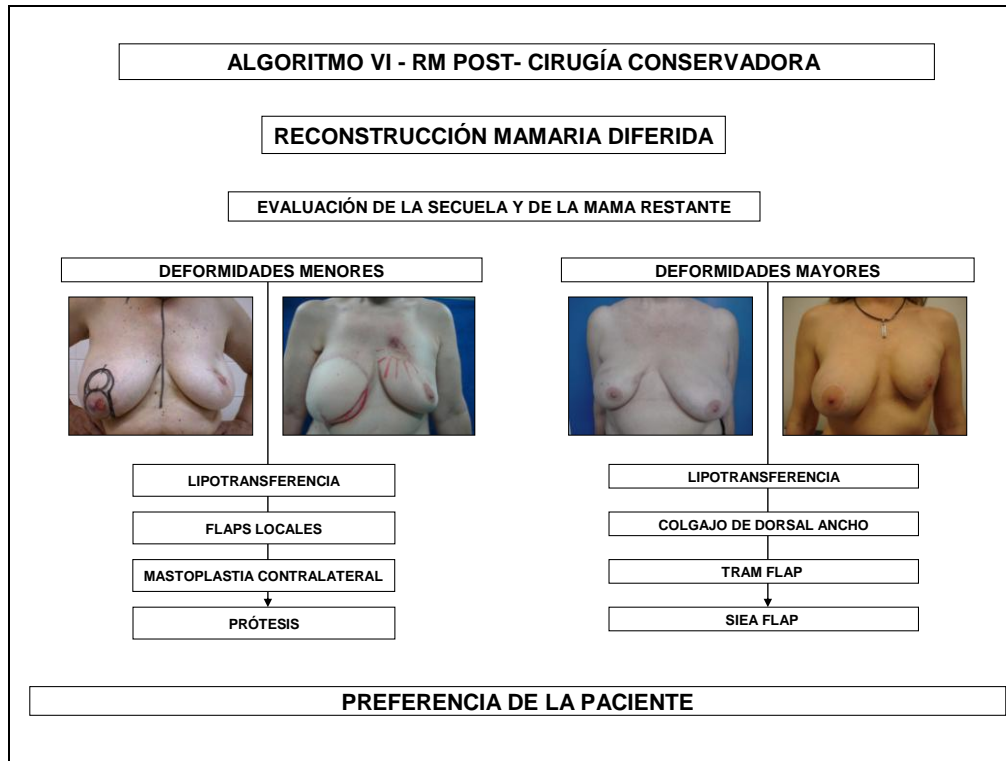 ALGORITMO VI - RM POST- CIRUGÍA CONSERVADORA
RECONSTRUCCIÓN MAMARIA DIFERIDA
EVALUACIÓN DE LA SECUELA Y DE LA MAMA RESTANTE
DEFORMIDADES MENORES
LIPOTRANSFERENCIA
FLAPS LOCALES
MASTOPLASTIA CONTRALATERAL
PRÓTESIS
DEFORMIDADES MAYORES
LIPOTRANSFERENCIA
COLGAJO DE DORSAL ANCHO
TRAM FLAP
SIEA FLAP
PREFERENCIA DE LA PACIENTE